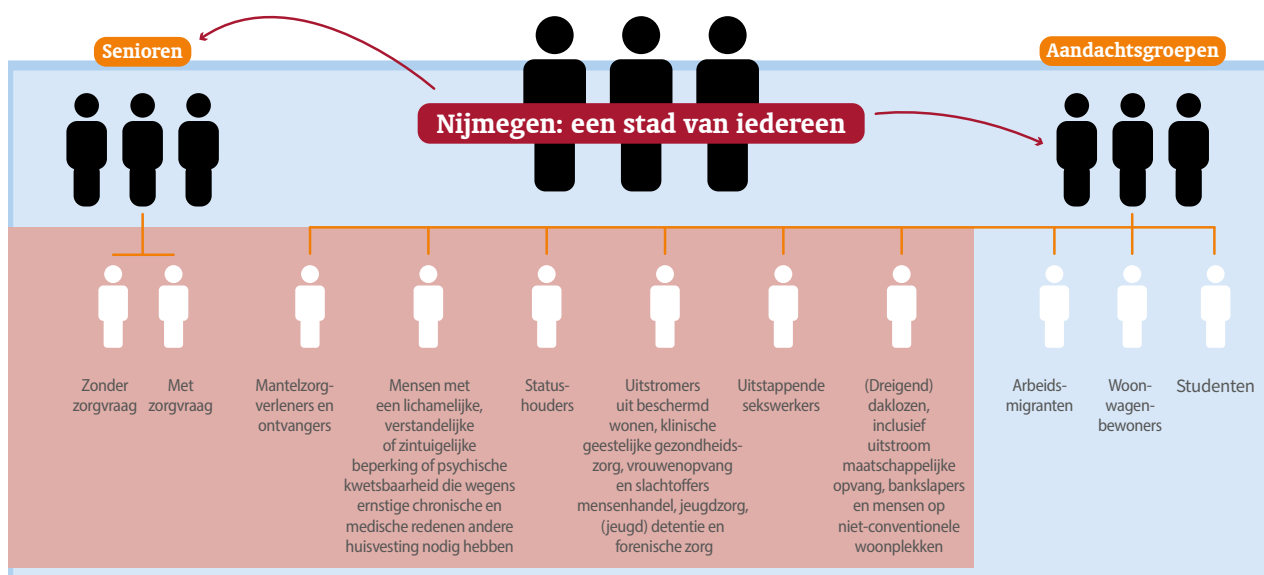 Senioren
Aandachtsgroepen
Nijmegen: een stad van iedereen
Zonder
zorgvraag
Met
zorgvraag
Mantelzorg-
verleners en
ontvangers
Mensen met
een lichamelijke,
verstandelijke
of zintuigelijke
beperking of psychische
kwetsbaarheid die wegens
ernstige chronische en
medische redenen andere
huisvesting nodig hebben
Status-
houders
Uitstromers
uit beschermd
wonen, klinische
geestelijke gezondheids-
zorg, vrouwenopvang
en slachtoffers
mensenhandel, jeugdzorg,
(jeugd) detentie en
forenische zorg
Uitstappende
sekswerkers
(Dreigend)
daklozen,
inclusief
uitstroom
maatschappelijke
opvang, bankslapers
en mensen op
niet-conventionele
woonplekken
Arbeids-
migranten
Woon-
wagen-
bewoners
Studenten